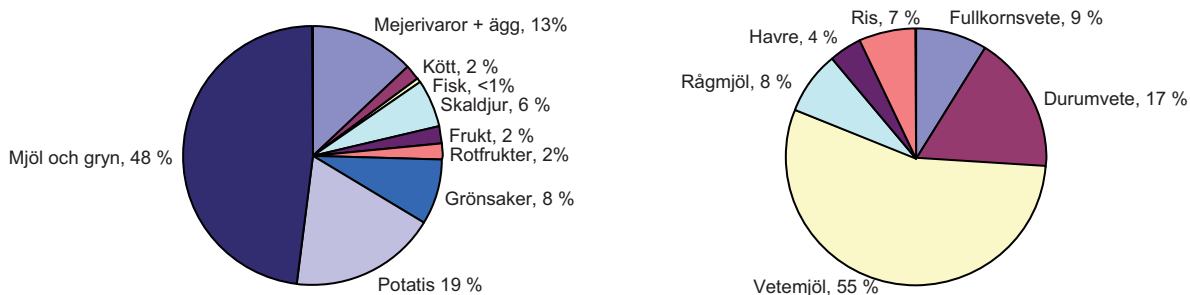 Mejerivaror + ägg, 13%
Kött, 2 %
Fisk, <1%
Skaldjur, 6 %
Frukt, 2 %
Rotfrukter, 2%
Grönsaker, 8 %
Potatis 19 %
Mjöl och gryn, 48 %
Ris, 7 %
Fullkornsvete, 9 %
Havre, 4 %
Rågmjöl, 8 %
Durumvete, 17 %
Vetemjöl, 55 %